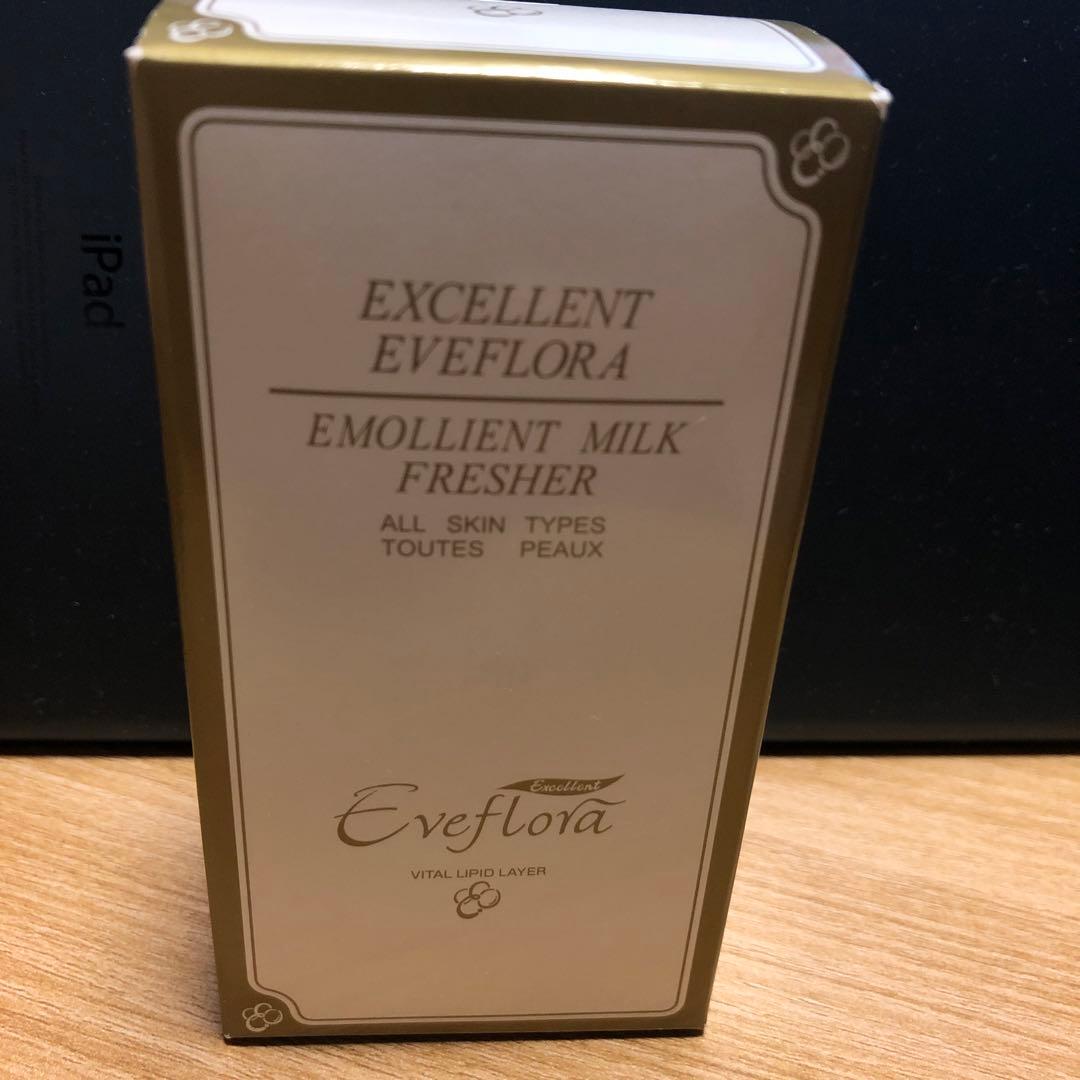 iPad
EXCELLENT
EVEFLORA
EMOLLIENT MILK
FRESHER
ALL SKIN TYPES
TOUTES PEAUX
Excellent
Eveflora
VITAL LIPID LAYER